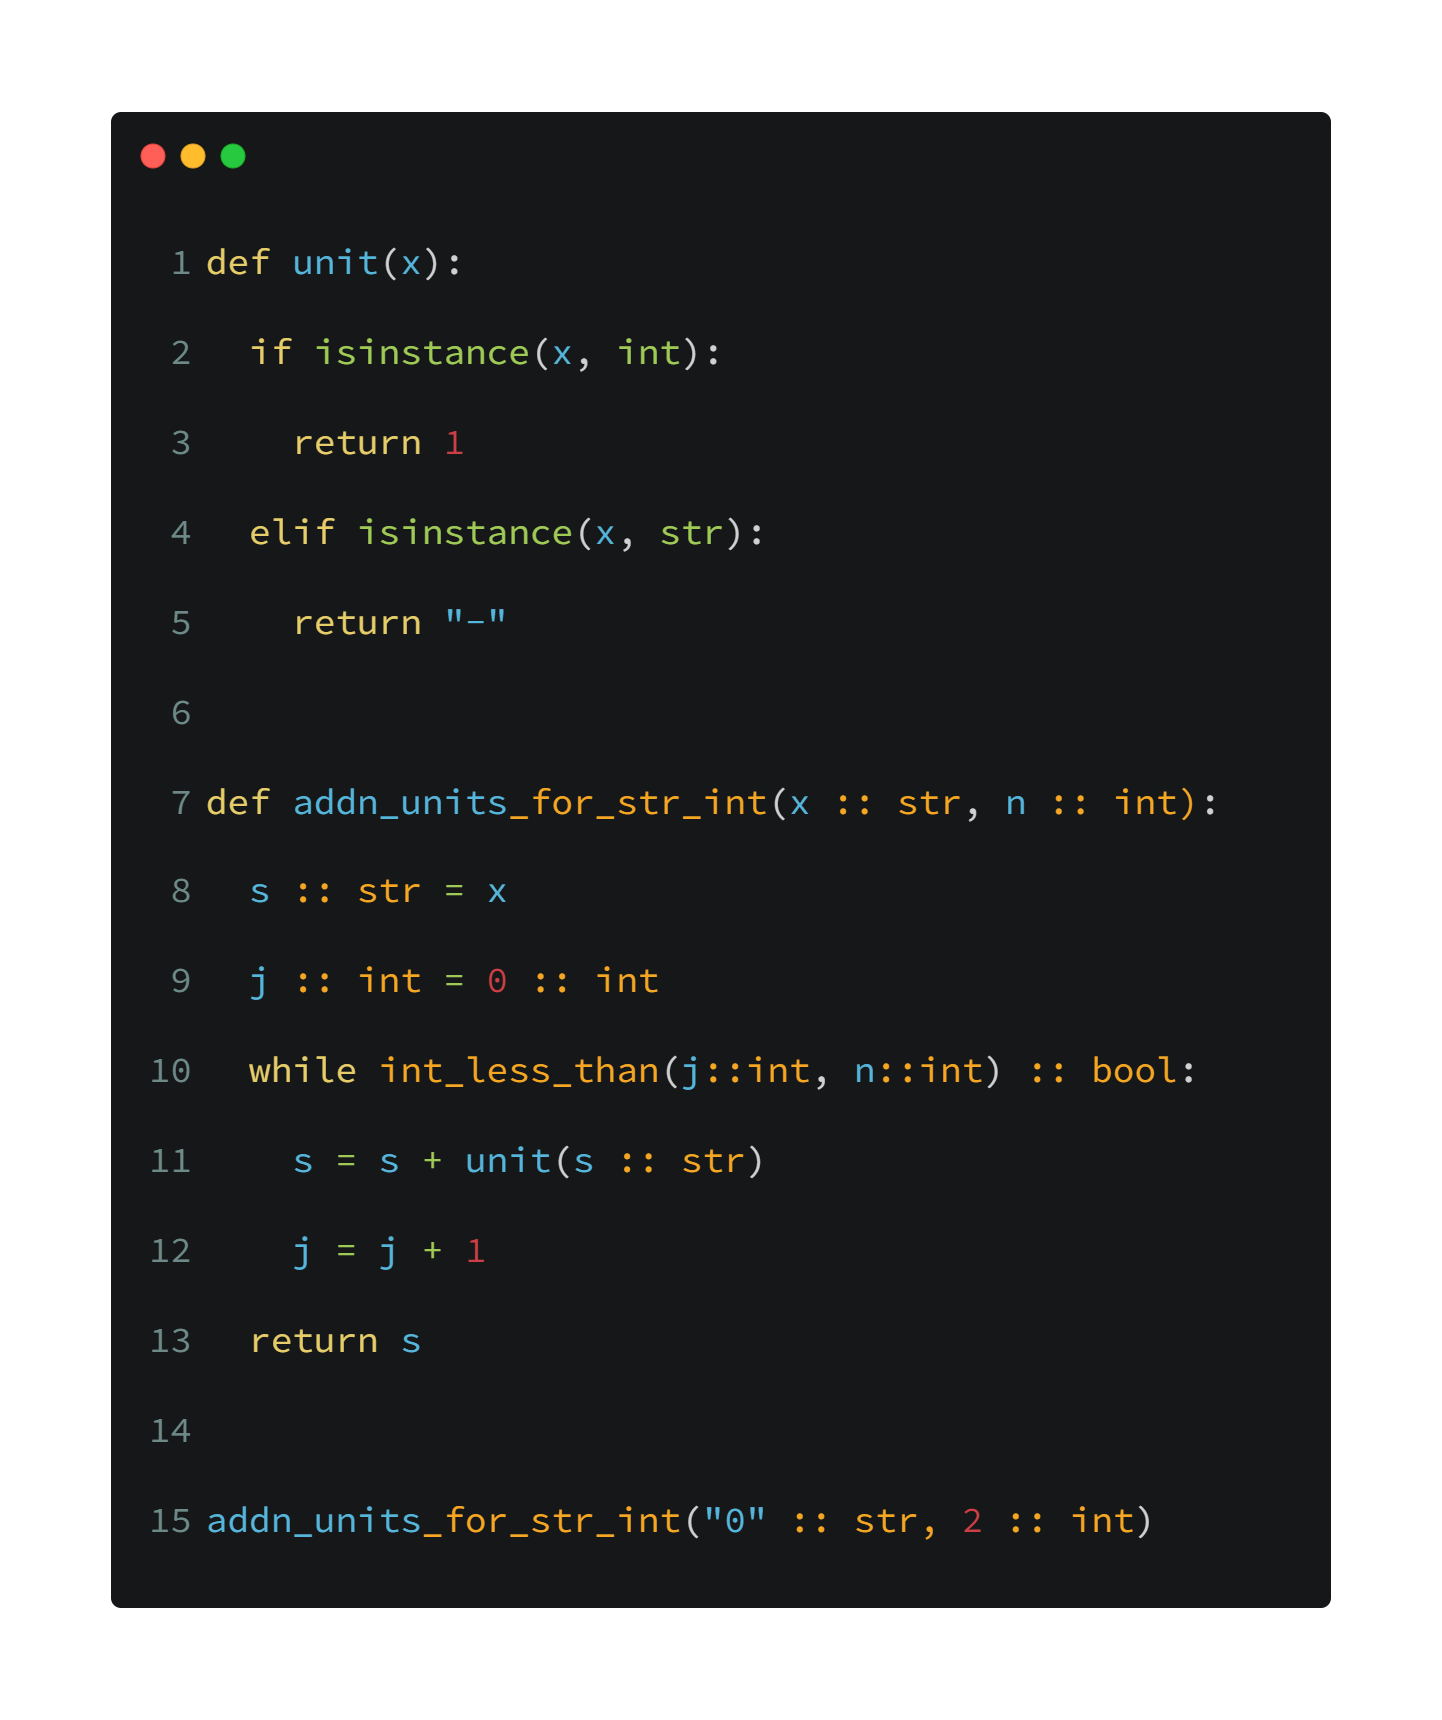 1 def unit(x):
2   if isinstance(x, int):
3     return 1
4   elif isinstance(x, str):
5     return "-"
6
7 def addn_units_for_str_int(x :: str, n :: int):
8   s :: str = x
9   j :: int = 0 :: int
10   while int_less_than(j::int, n::int) :: bool:
11     s = s + unit(s :: str)
12     j = j + 1
13   return s
14
15 addn_units_for_str_int("0" :: str, 2 :: int)